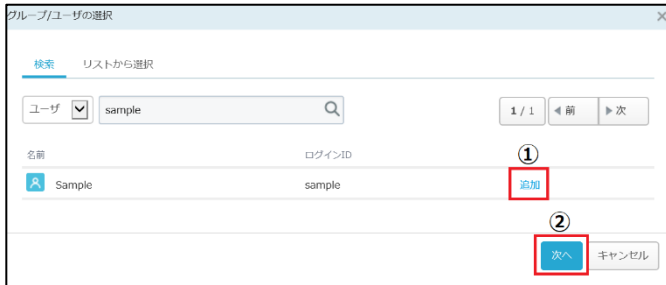 グループ/ユーザの選択
検索 リストから選択
ユーザ sample 1 / 1 前 次
名前 ログインID ①
Sample sample 追加
②
次へ キャンセル